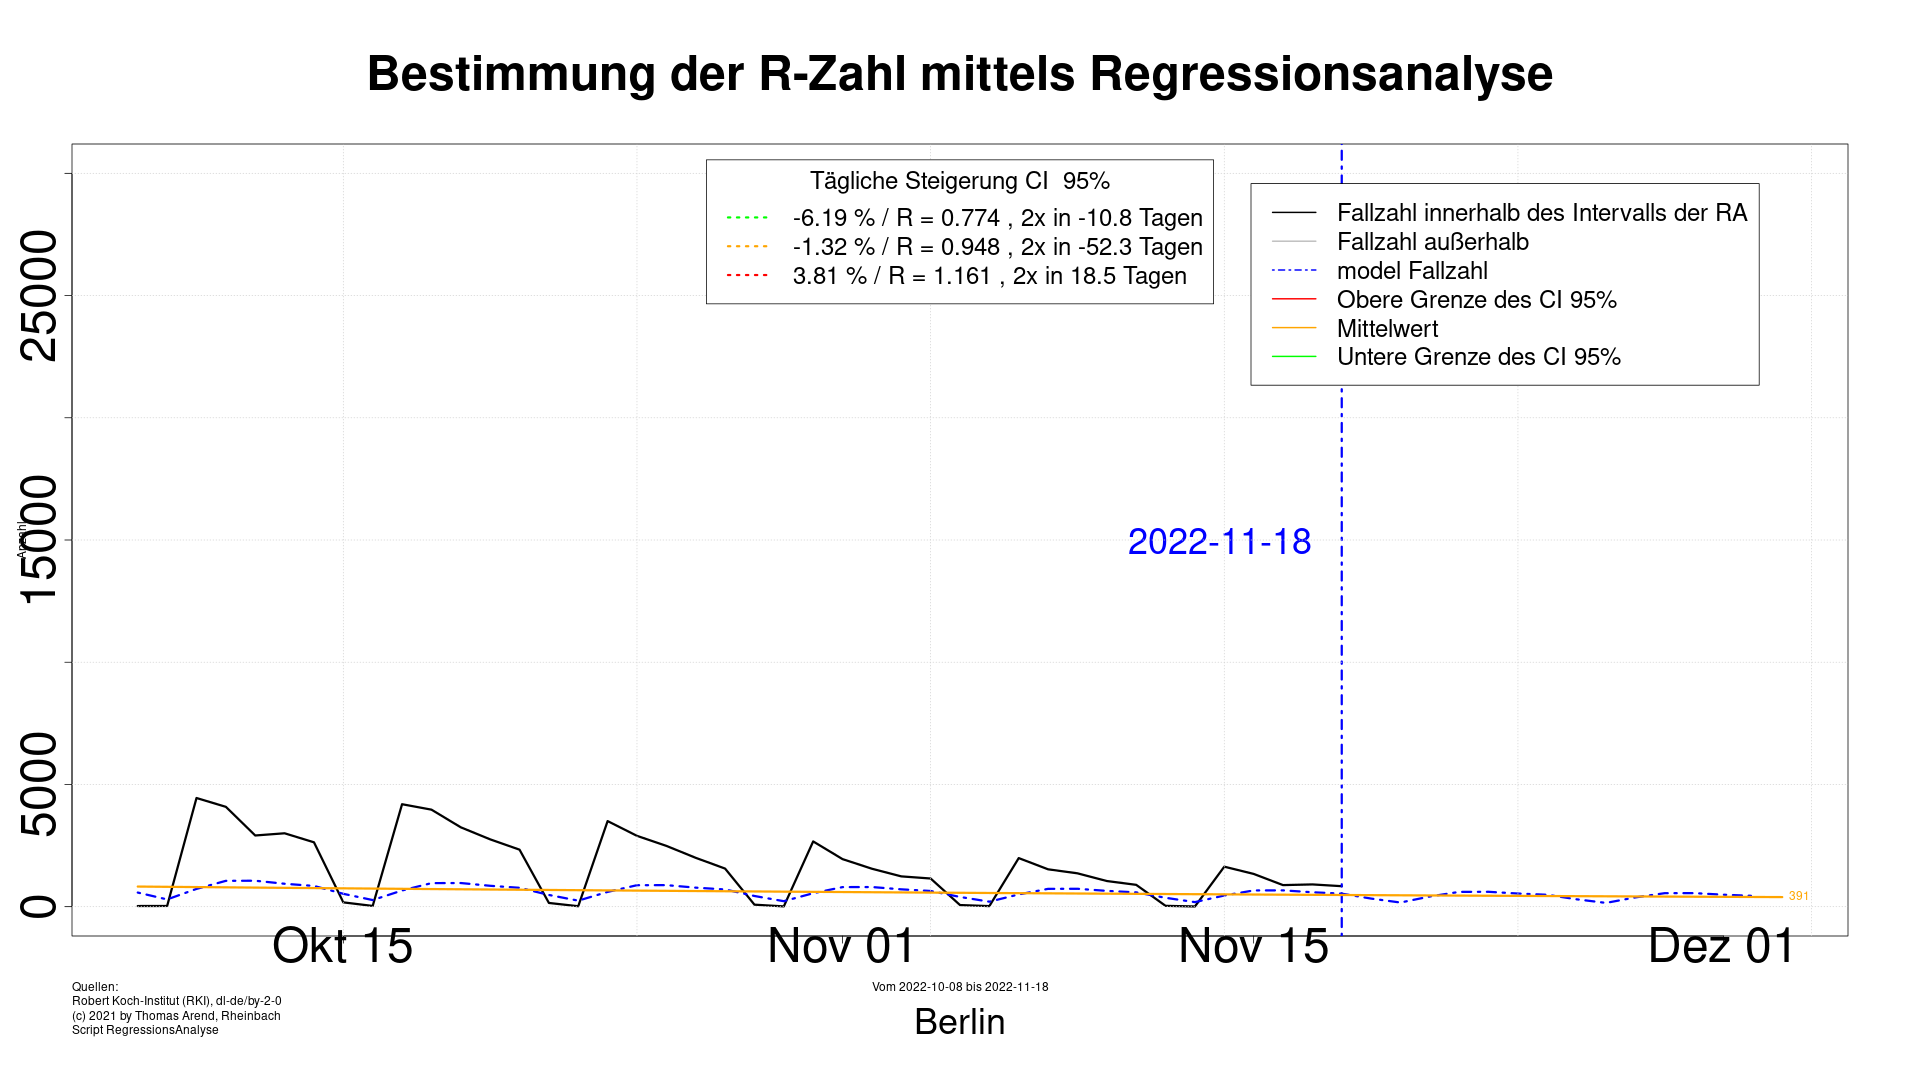 Bestimmung der R-Zahl mittels Regressionsanalyse
Tägliche Steigerung CI  95%
-6.19 % / R = 0.774 , 2x in -10.8 Tagen
-1.32 % / R = 0.948 , 2x in -52.3 Tagen
3.81 % / R = 1.161 , 2x in 18.5 Tagen
Fallzahl innerhalb des Intervalls der RA
Fallzahl außerhalb
model Fallzahl
Obere Grenze des CI 95%
Mittelwert
Untere Grenze des CI 95%
25000
15000
5000
0
Anzahl
2022-11-18
391
Okt 15
Nov 01
Nov 15
Dez 01
Quellen:
Robert Koch-Institut (RKI), dl-de/by-2-0
(c) 2021 by Thomas Arend, Rheinbach
Script RegressionsAnalyse
Vom 2022-10-08 bis 2022-11-18
Berlin